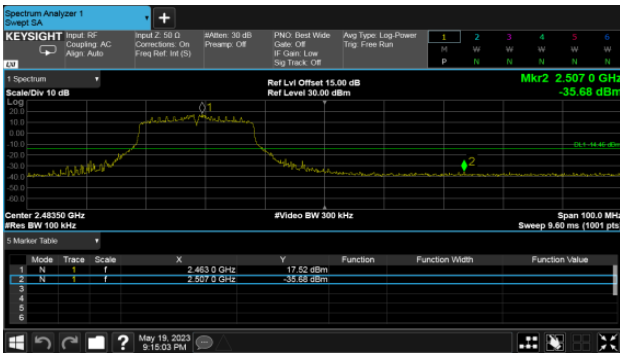 Spectrum Analyzer 1
Swept SA
+
KEYSIGHT Input: RF Input Z: 50 Ω #Atten: 30 dB PNO: Best Wide Avg Type: Log-Power 1 2 3 4 5 6
Coupling: AC Corrections: On Preamp: Off Gate: Off Trig: Free Run M W W W W W
Align: Auto Freq Ref: Int (S) IF Gain: Low P N N N N N
Sig Track: Off
LXI
1 Spectrum Ref Lvl Offset 15.00 dB Mkr2 2.507 0 GHz
Scale/Div 10 dB Ref Level 30.00 dBm -35.68 dBm
Log
20.0
10.0
0.00
-10.0
-20.0
-30.0
-40.0
-50.0
-60.0
1
2
DL1 -14.46 dBm
Center 2.48350 GHz #Video BW 300 kHz Span 100.0 MHz
#Res BW 100 kHz Sweep 9.60 ms (1001 pts)
5 Marker Table
Mode Trace Scale X Y Function Function Width Function Value
1 N 1 f 2.463 0 GHz 17.52 dBm
2 N 1 f 2.507 0 GHz -35.68 dBm
3
4
5
6
? May 19, 2023
9:15:03 PM